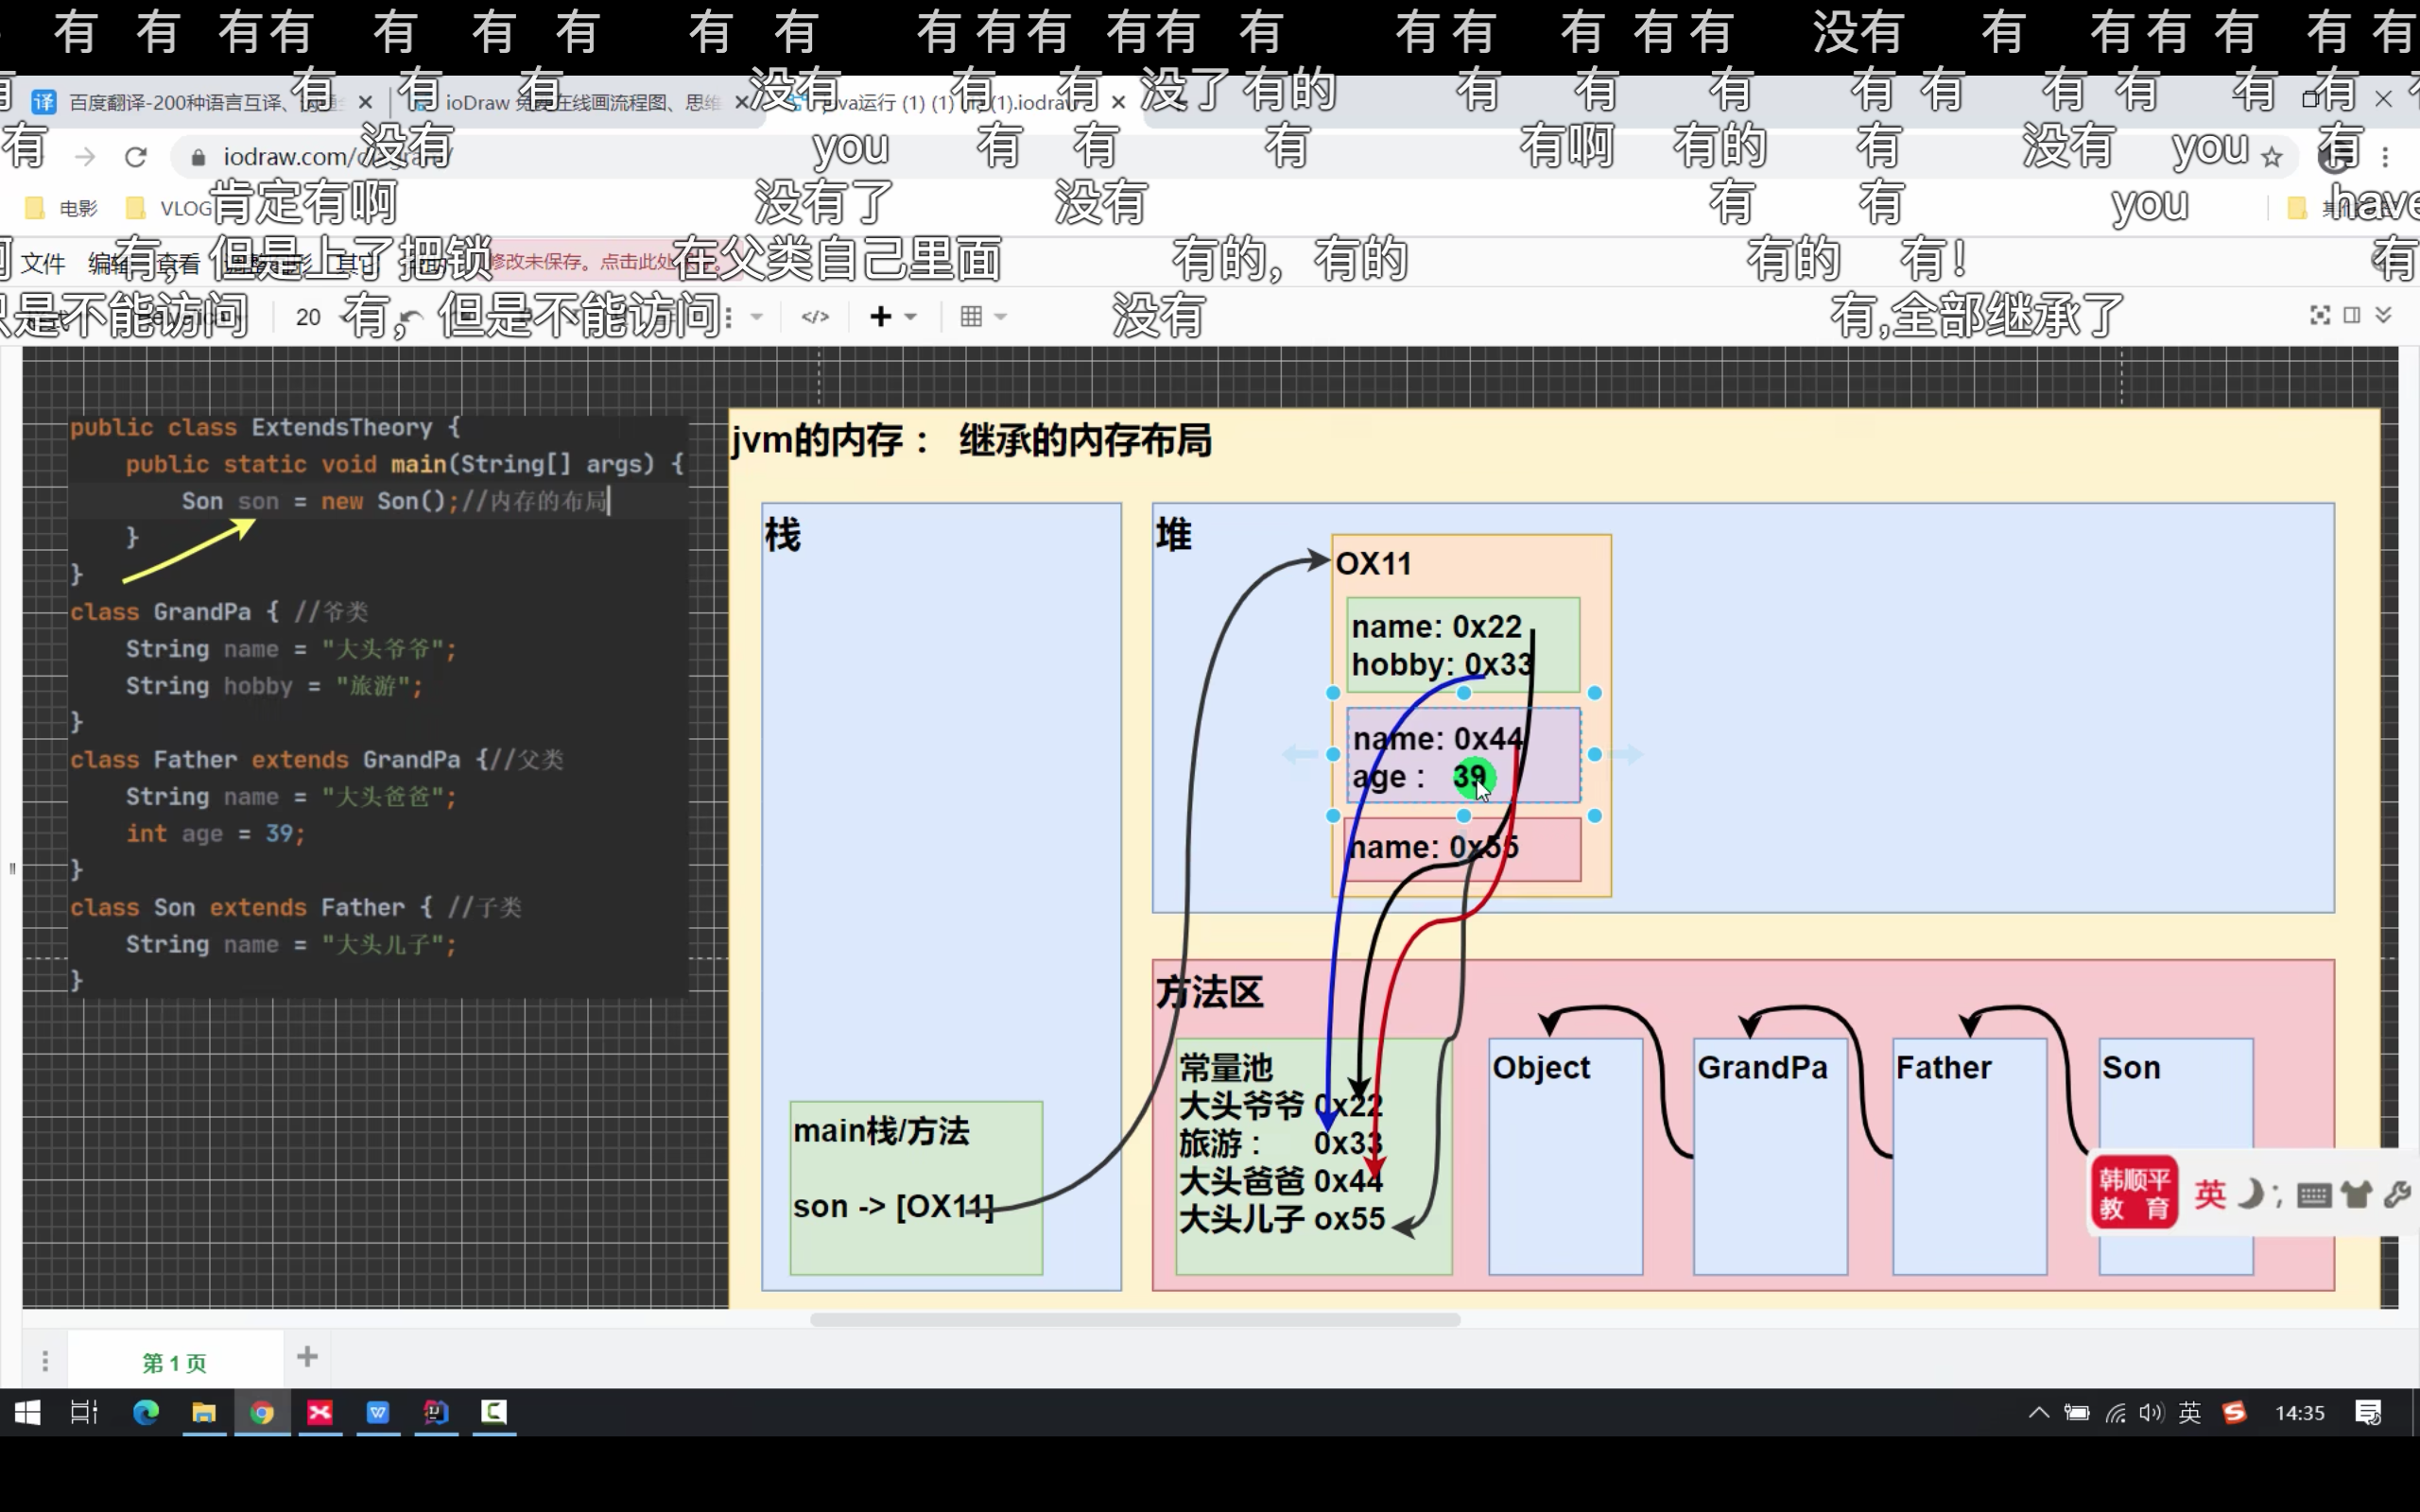 有 有 有有 有 有 有 有 有 有有有 有有 有 有有 有 有有 没有 有 有有有 有 有
有 有 有 没有 有 有 没了 有的 有 有 有 有 有 有 有 有 有
译 百度翻译-200种语言互译、 ioDraw 免费在线画流程图、思维 java运行 (1) (1)
有 没有 you 有 有 有 有啊 有的 有 没有 you 有
iodraw.com/
肯定有啊 没有了 没有 有 有 you have
电影 VLOG
有，但是上了把锁 在父类自己里面 有的，有的 有的 有！ 有
文件 编辑 查看 调整图形 其它 修改未保存。点击此处
只是不能访问 有，但是不能访问 没有 有,全部继承了
20
public class ExtendsTheory {
public static void main(String[] args) {
Son son = new Son();//内存的布局
}
}
class GrandPa { //爷类
String name = "大头爷爷";
String hobby = "旅游";
}
class Father extends GrandPa {//父类
String name = "大头爸爸";
int age = 39;
}
class Son extends Father { //子类
String name = "大头儿子";
}
jvm的内存： 继承的内存布局
栈
main栈/方法
son -> [OX11]
堆
OX11
name: 0x22
hobby: 0x33
name: 0x44
age： 39
name: 0x55
方法区
常量池
大头爷爷 0x22
旅游： 0x33
大头爸爸 0x44
大头儿子 ox55
Object
GrandPa
Father
Son
韩顺平
教 育
英
第 1 页
英
14:35